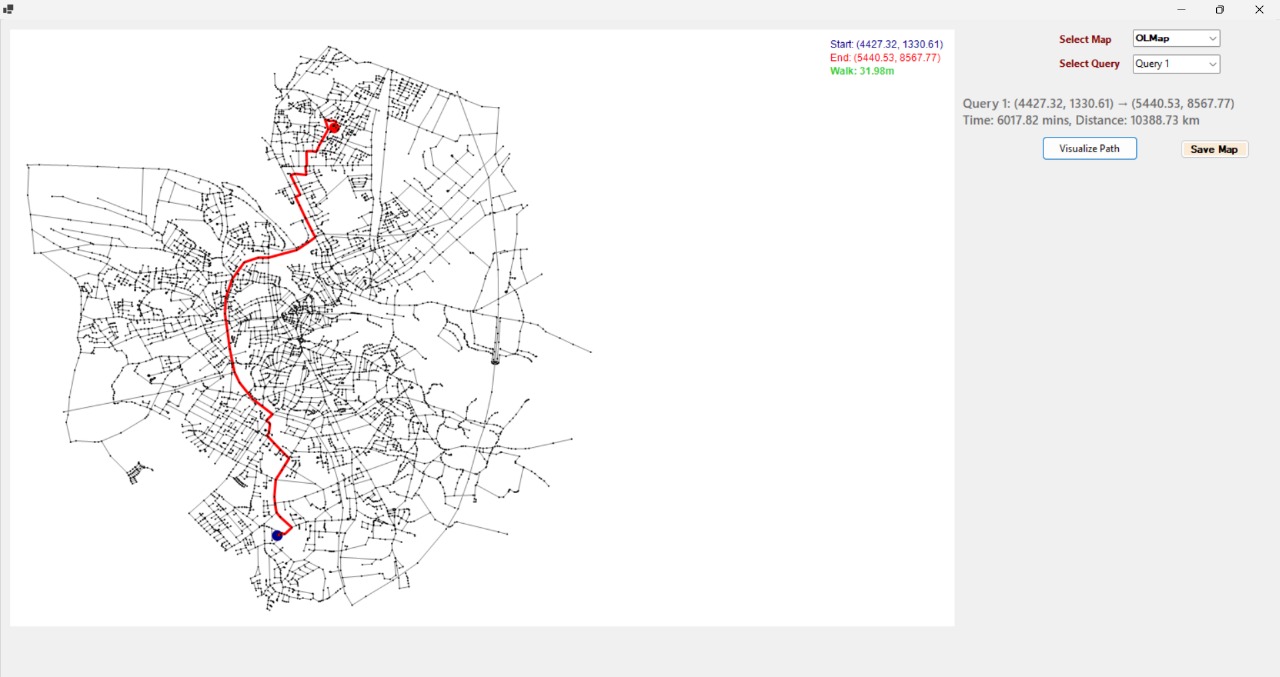 Start: (4427.32, 1330.61)
End: (5440.53, 8567.77)
Walk: 31.98m
Select Map OLMap
Select Query Query 1
Query 1: (4427.32, 1330.61) → (5440.53, 8567.77)
Time: 6017.82 mins, Distance: 10388.73 km
Visualize Path Save Map